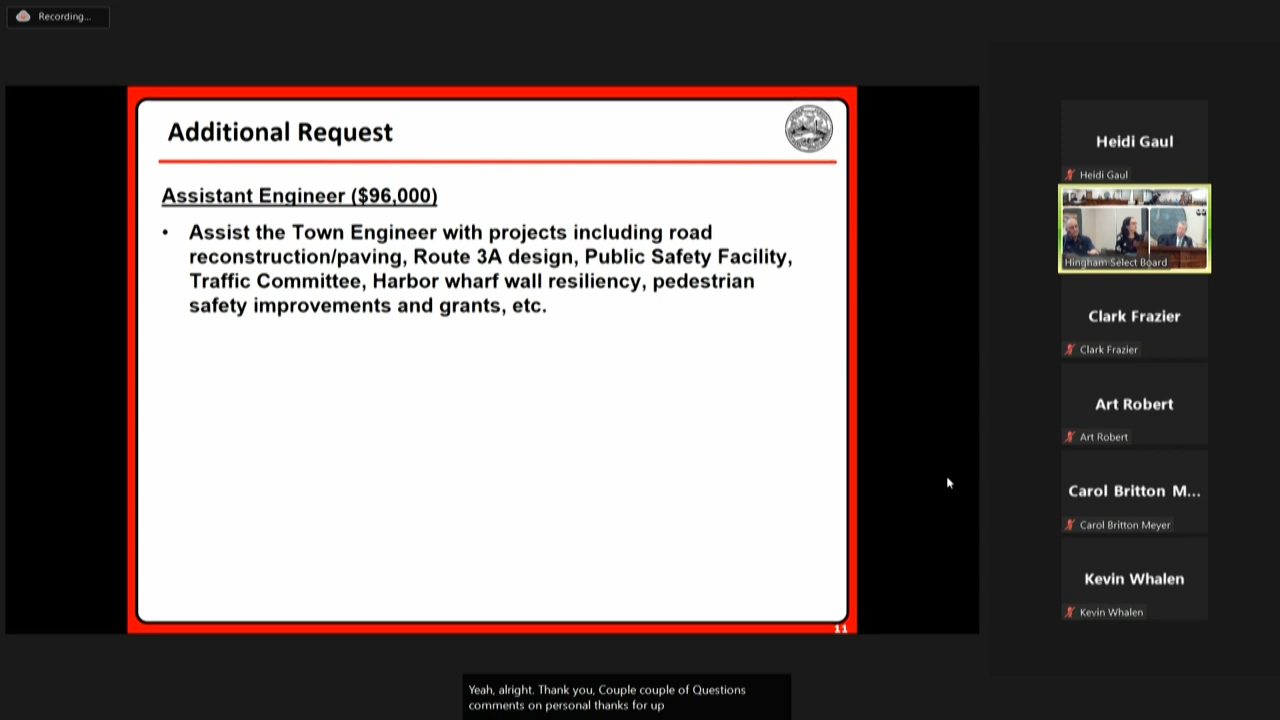 Recording...
Additional Request
Assistant Engineer ($96,000)
• Assist the Town Engineer with projects including road
reconstruction/paving, Route 3A design, Public Safety Facility,
Traffic Committee, Harbor wharf wall resiliency, pedestrian
safety improvements and grants, etc.
11
Heidi Gaul
Heidi Gaul
Hingham Select Board
Clark Frazier
Clark Frazier
Art Robert
Art Robert
Carol Britton M...
Carol Britton Meyer
Kevin Whalen
Kevin Whalen
Yeah, alright. Thank you, Couple couple of Questions
comments on personal thanks for up